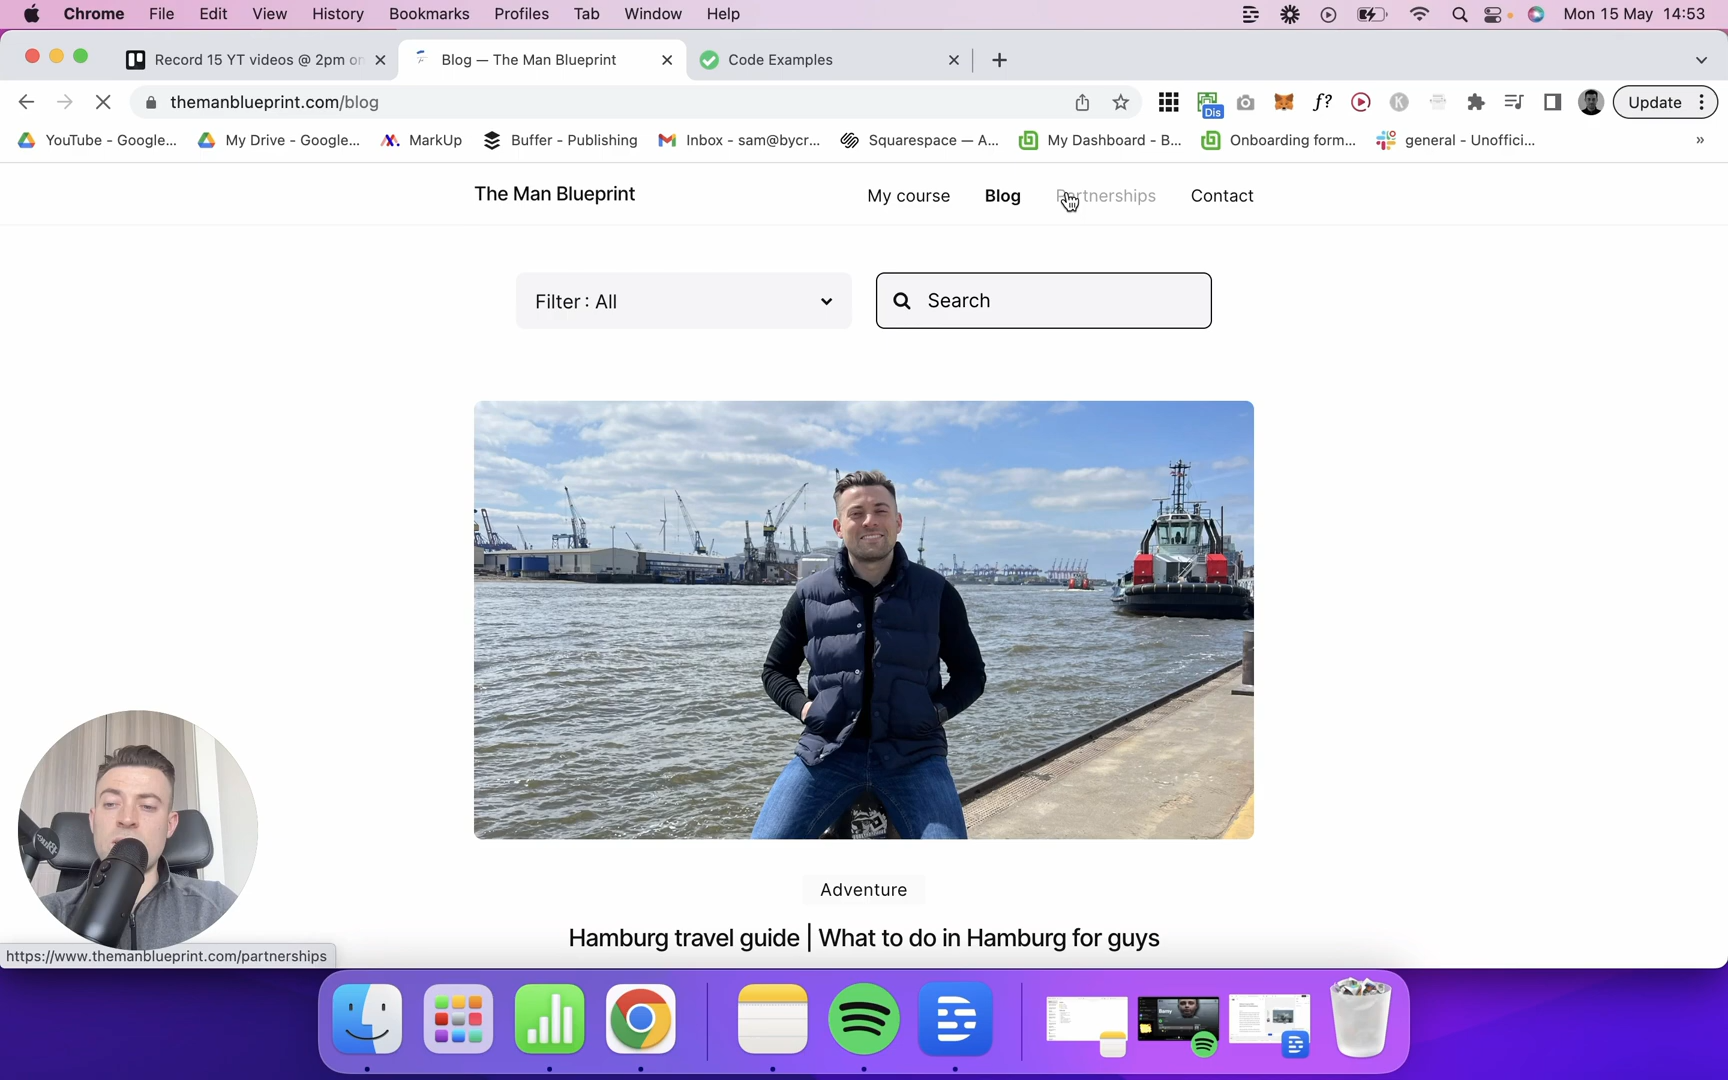 Chrome File Edit View History Bookmarks Profiles Tab Window Help Mon 15 May 14:53
Record 15 YT videos @ 2pm on
Blog — The Man Blueprint
Code Examples
themanblueprint.com/blog
Dis
f?
K
Update
YouTube - Google...
My Drive - Google...
MarkUp
Buffer - Publishing
Inbox - sam@bycr...
Squarespace — A...
My Dashboard - B...
Onboarding form...
general - Unoffici...
»
The Man Blueprint
My course
Blog
Partnerships
Contact
Filter : All
Search
Adventure
Hamburg travel guide | What to do in Hamburg for guys
https://www.themanblueprint.com/partnerships